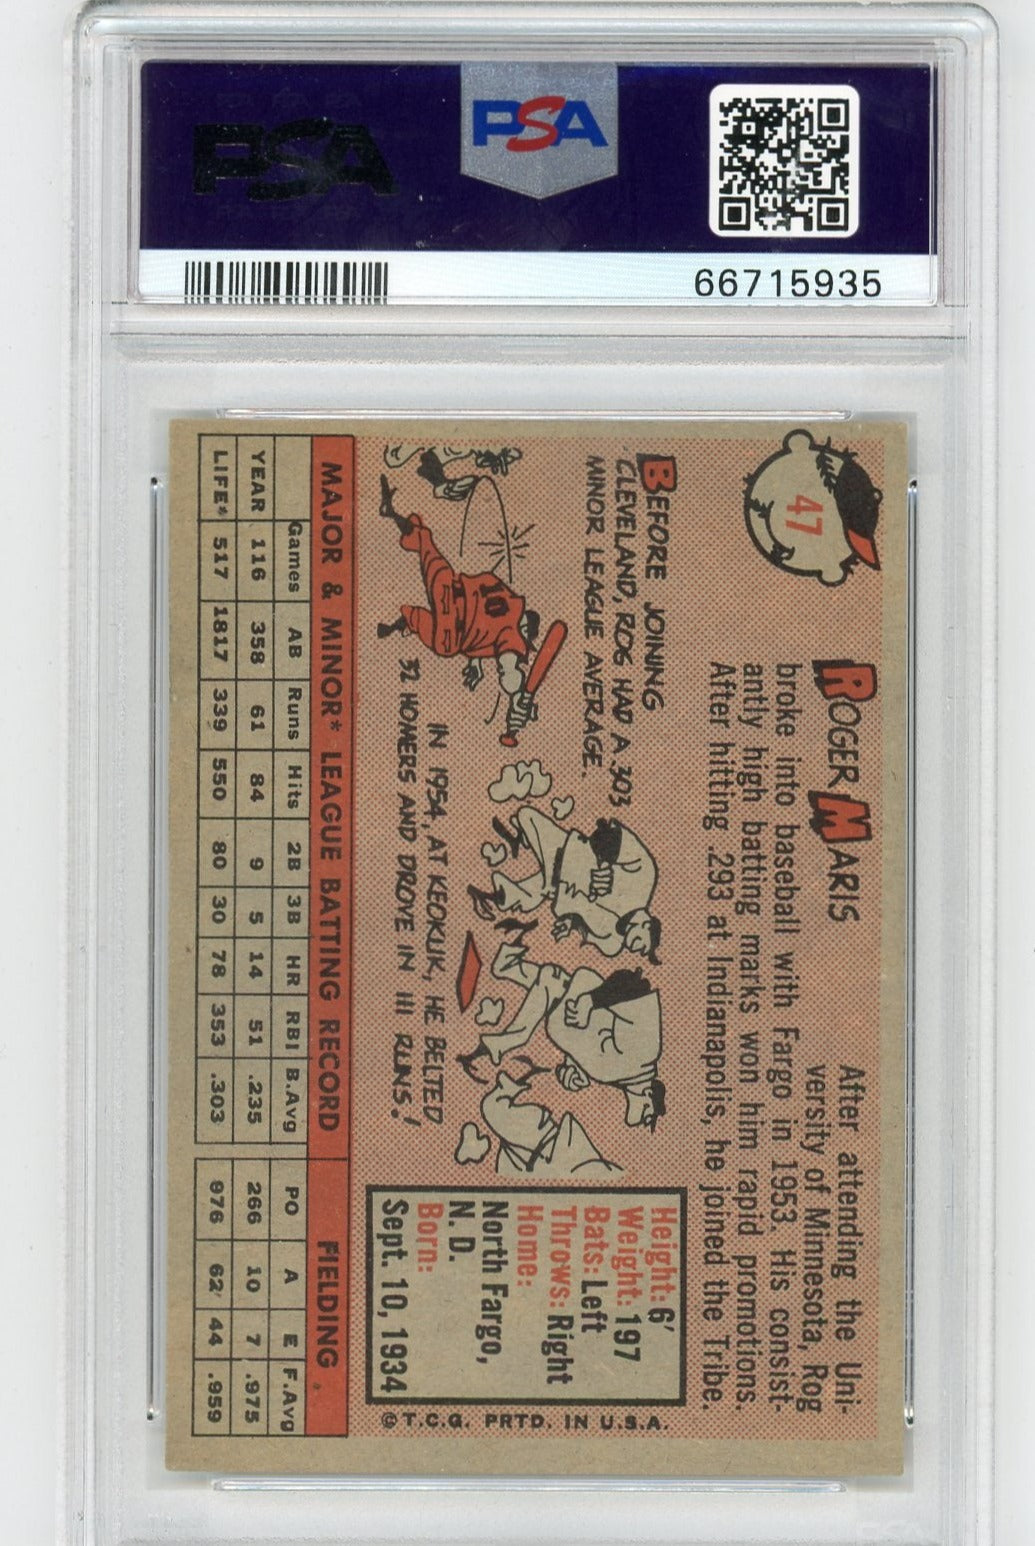 PSA
PSA
66715935
47
ROGER MARIS
After attending the Uni-
versity of Minnesota, Rog
broke into baseball with Fargo in 1953. His consist-
antly high batting marks won him rapid promotions.
After hitting .293 at Indianapolis, he joined the Tribe.
BEFORE JOINING
CLEVELAND, ROG HAD A .303
MINOR LEAGUE AVERAGE.
10
IN 1954, AT KEOKUK, HE BELTED
32 HOMERS AND DROVE IN 111 RUNS!
Height: 6'
Weight: 197
Bats: Left
Throws: Right
Home:
North Fargo,
N. D.
Born:
Sept. 10, 1934
© T.C.G. PRTD. IN U.S.A.
MAJOR & MINOR* LEAGUE BATTING RECORD FIELDING
Games AB Runs Hits 2B 3B HR RBI B.Avg PO A E F.Avg
YEAR 116 358 61 84 9 5 14 51 .235 266 10 7 .975
LIFE* 517 1817 339 550 80 30 78 353 .303 976 62 44 .959